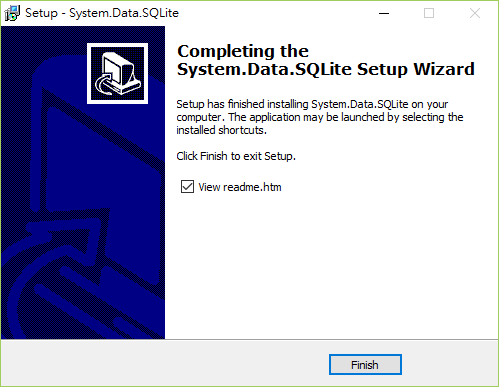 Setup - System.Data.SQLite
Completing the
System.Data.SQLite Setup Wizard
Setup has finished installing System.Data.SQLite on your
computer. The application may be launched by selecting the
installed shortcuts.
Click Finish to exit Setup.
View readme.htm
Finish